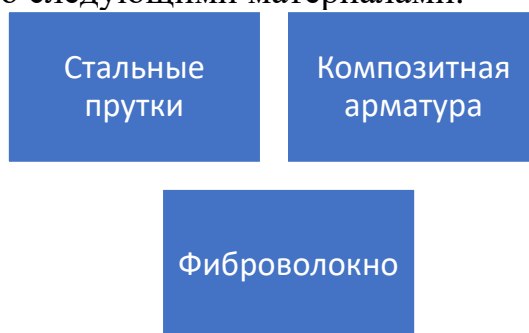 следующими материалами:
Стальные
прутки
Композитная
арматура
Фиброволокно